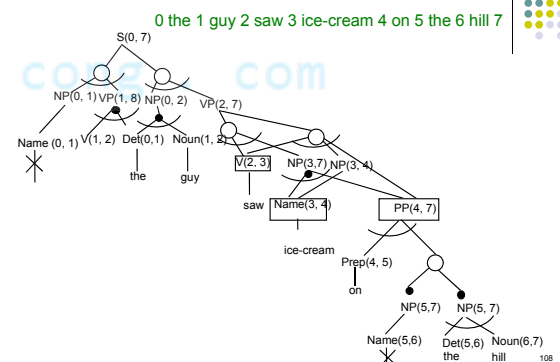 0 the 1 guy 2 saw 3 ice-cream 4 on 5 the 6 hill 7
S(0, 7)
cong . com
NP(0, 1) VP(1, 8) NP(0, 2) VP(2, 7)
Name (0, 1) V(1, 2) Det(0,1) Noun(1, 2) V(2, 3) NP(3,7) NP(3, 4)
the guy saw Name(3, 4) PP(4, 7)
ice-cream
Prep(4, 5)
on
NP(5,7) NP(5, 7)
Name(5,6) Det(5,6) Noun(6,7)
the hill
108